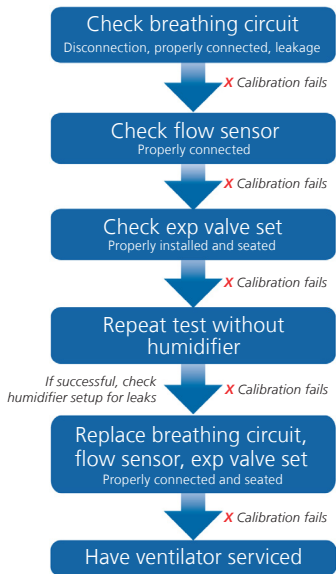 Check breathing circuit
Disconnection, properly connected, leakage
X Calibration fails
Check flow sensor
Properly connected
X Calibration fails
Check exp valve set
Properly installed and seated
X Calibration fails
Repeat test without
humidifier
If successful, check
humidifier setup for leaks
X Calibration fails
Replace breathing circuit,
flow sensor, exp valve set
Properly connected and seated
X Calibration fails
Have ventilator serviced